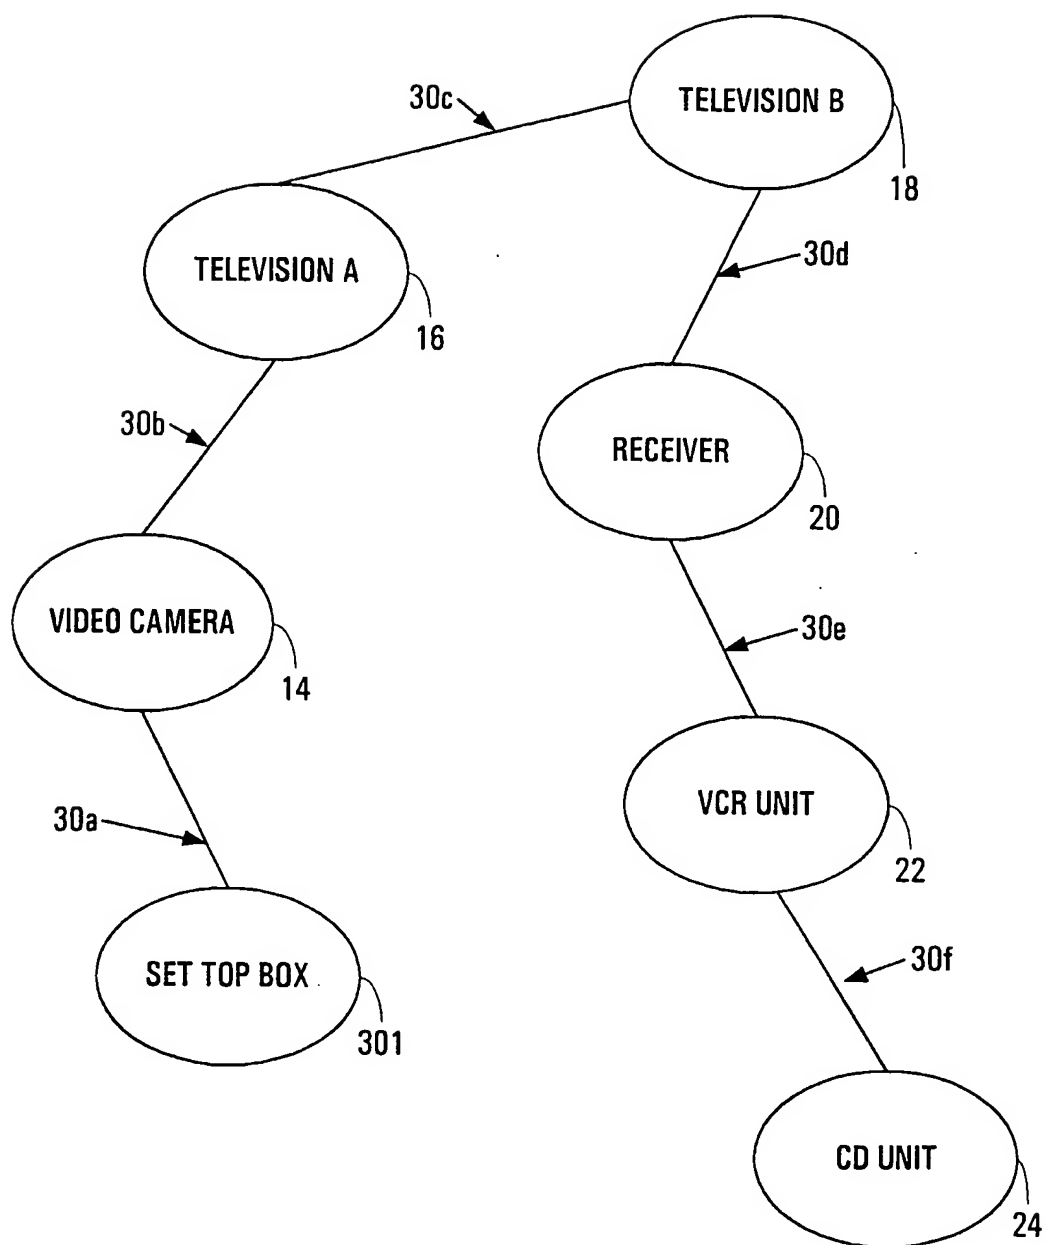 TELEVISION B
18
30c
TELEVISION A
16
30d
RECEIVER
20
30b
VIDEO CAMERA
14
30e
VCR UNIT
22
30a
SET TOP BOX
301
30f
CD UNIT
24